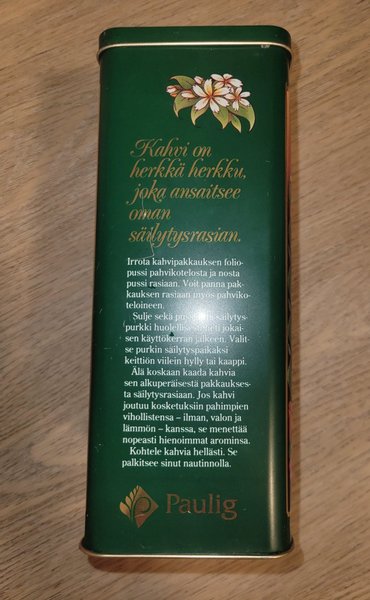 Kahvi on
herkkä herkku,
joka ansaitsee
oman
säilytysrasian.
Irrota kahvipakkauksen folio-
pussi pahvikotelosta ja nosta
pussi rasiaan. Voit panna pak-
kauksen rasiaan myös pahviko-
teloineen.
Sulje sekä pussi että säilytys-
purkki huolellisesti heti jokai-
sen käyttökerran jälkeen. Valit-
se purkin säilytyspaikaksi
keittiön viilein hylly tai kaappi.
Älä koskaan kaada kahvia
sen alkuperäisestä pakkaukses-
ta säilytysrasiaan. Jos kahvi
joutuu kosketuksiin pahimpien
vihollistensa – ilman, valon ja
lämmön – kanssa, se menettää
nopeasti hienoimmat arominsa.
Kohtele kahvia hellästi. Se
palkitsee sinut nautinnolla.
Paulig